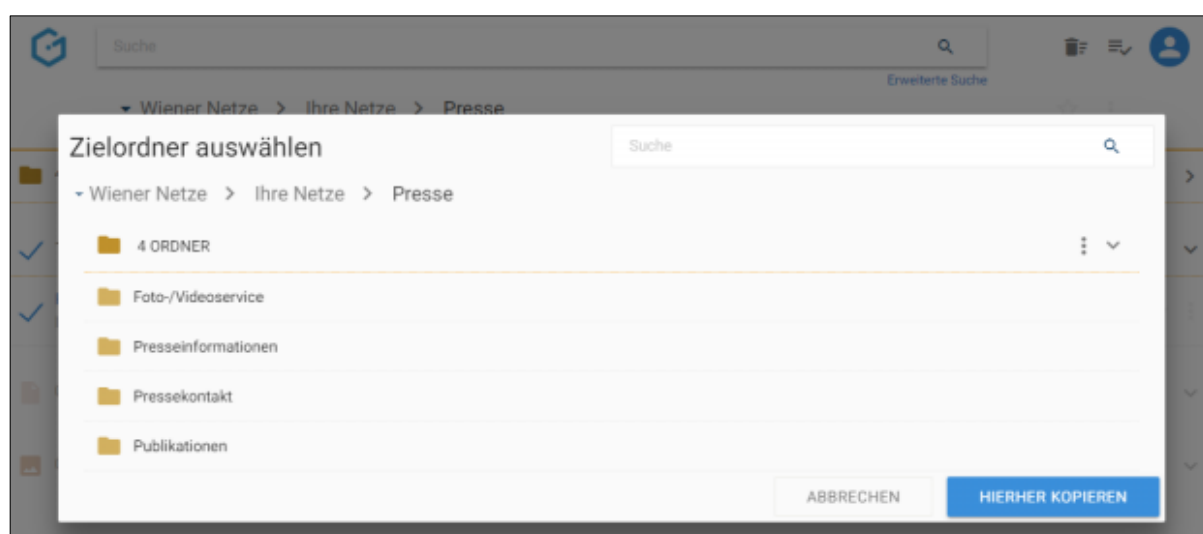 Suche
Erweiterte Suche
Wiener Netze > Ihre Netze > Presse
Zielordner auswählen
Suche
Wiener Netze > Ihre Netze > Presse
4 ORDNER
Foto-/Videoservice
Presseinformationen
Pressekontakt
Publikationen
ABBRECHEN
HIERHER KOPIEREN